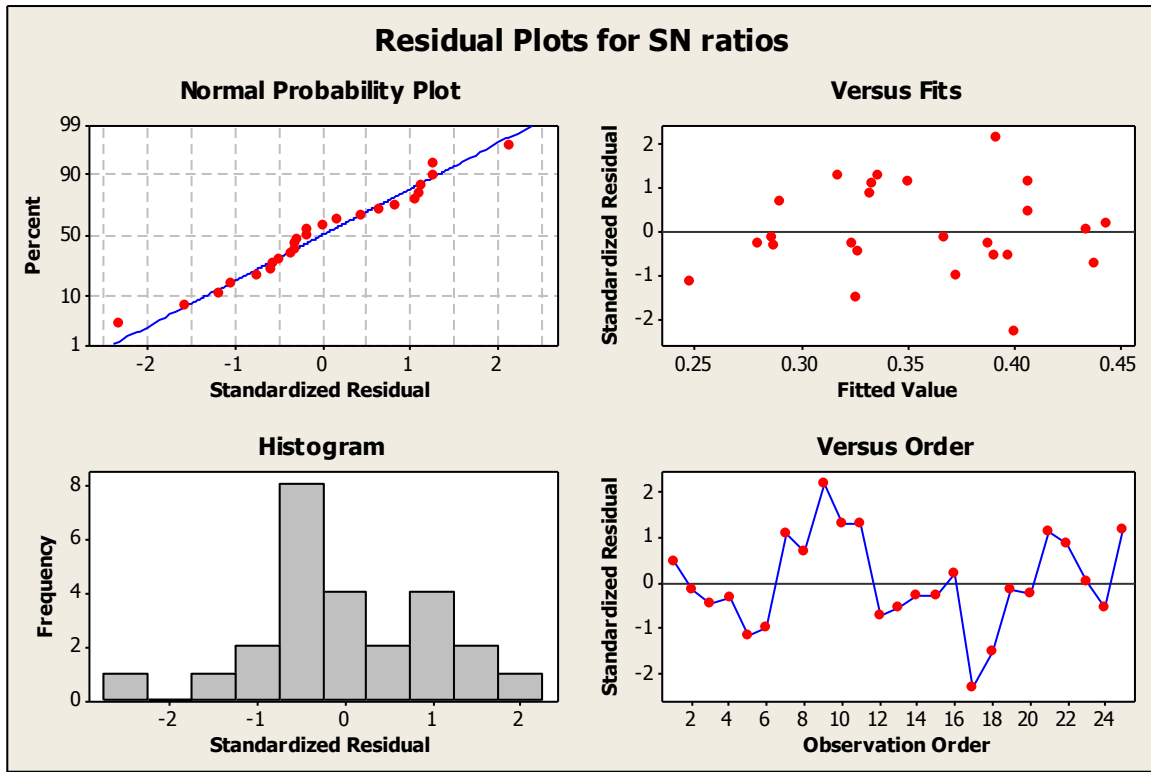 Residual Plots for SN ratios
Normal Probability Plot
99
90
50
10
1
Percent
-2 -1 0 1 2
Standardized Residual
Versus Fits
2
1
0
-1
-2
Standardized Residual
0.25 0.30 0.35 0.40 0.45
Fitted Value
Histogram
8
6
4
2
0
Frequency
-2 -1 0 1 2
Standardized Residual
Versus Order
2
1
0
-1
-2
Standardized Residual
2 4 6 8 10 12 14 16 18 20 22 24
Observation Order